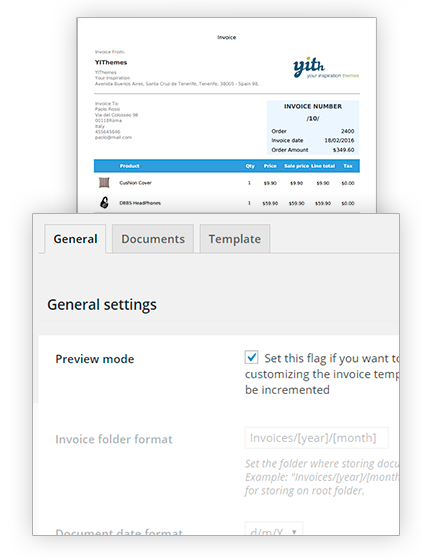 Invoice
Invoice From:
YIThemes
YIThemes
Your Inspiration
Avenida Buenos Aires, Santa Cruz de Tenerife, Tenerife, 38005 - Spain 98,
yith
your inspiration themes
Invoice To:
Paolo Rossi
Via del Colosseo 98
00118Roma
Italy
455645646
paolo@mail.com
INVOICE NUMBER
/10/
Order 2400
Invoice date 18/02/2016
Order Amount $349.60
Product Qty Price Sale price Line total Tax
Cushion Cover 1 $9.90 $9.90 $9.90 $0.00
DBBS HeadPhones 1 $59.90 $59.90 $59.90 $0.00
General Documents Template
General settings
Preview mode
Set this flag if you want to
customizing the invoice temp
be incremented
Invoice folder format
Invoices/[year]/[month]
Set the folder where storing docu
Example: "Invoices/[year]/[month
for storing on root folder.
Document date format
d/m/Y